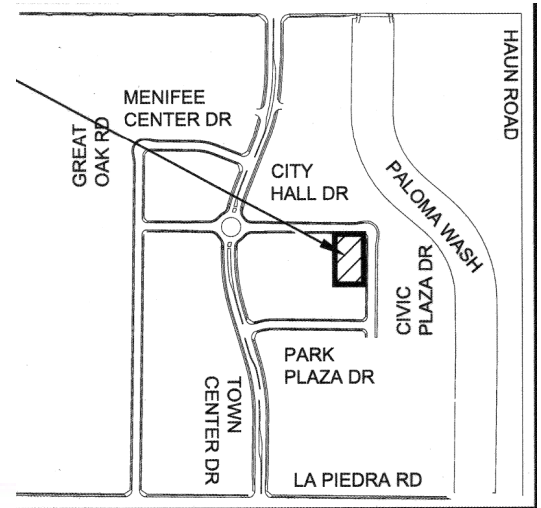 HAUN ROAD
MENIFEE
CENTER DR
GREAT
OAK RD
CITY
HALL DR
PALOMA WASH
CIVIC
PLAZA DR
PARK
PLAZA DR
TOWN
CENTER DR
LA PIEDRA RD